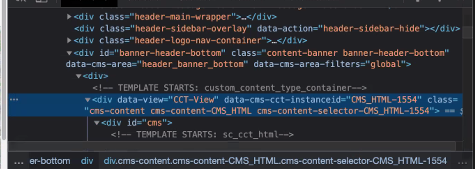 ▶<div class="header-main-wrapper">…</div>
<div class="header-sidebar-overlay" data-action="header-sidebar-hide"></div>
▶<div class="header-logo-nav-container">…</div>
▼<div id="banner-header-bottom" class="content-banner banner-header-bottom"
data-cms-area="header_banner_bottom" data-cms-area-filters="global">
▼<div>
<!-- TEMPLATE STARTS: custom_content_type_container-->
… ▼<div data-view="CCT-View" data-cms-cct-instanceid="CMS_HTML-1554" class=
"cms-content cms-content-CMS_HTML cms-content-selector-CMS_HTML-1554"> == $
▼<div id="cms">
<!-- TEMPLATE STARTS: sc_cct_html-->
er-bottom div div.cms-content.cms-content-CMS_HTML.cms-content-selector-CMS_HTML-1554